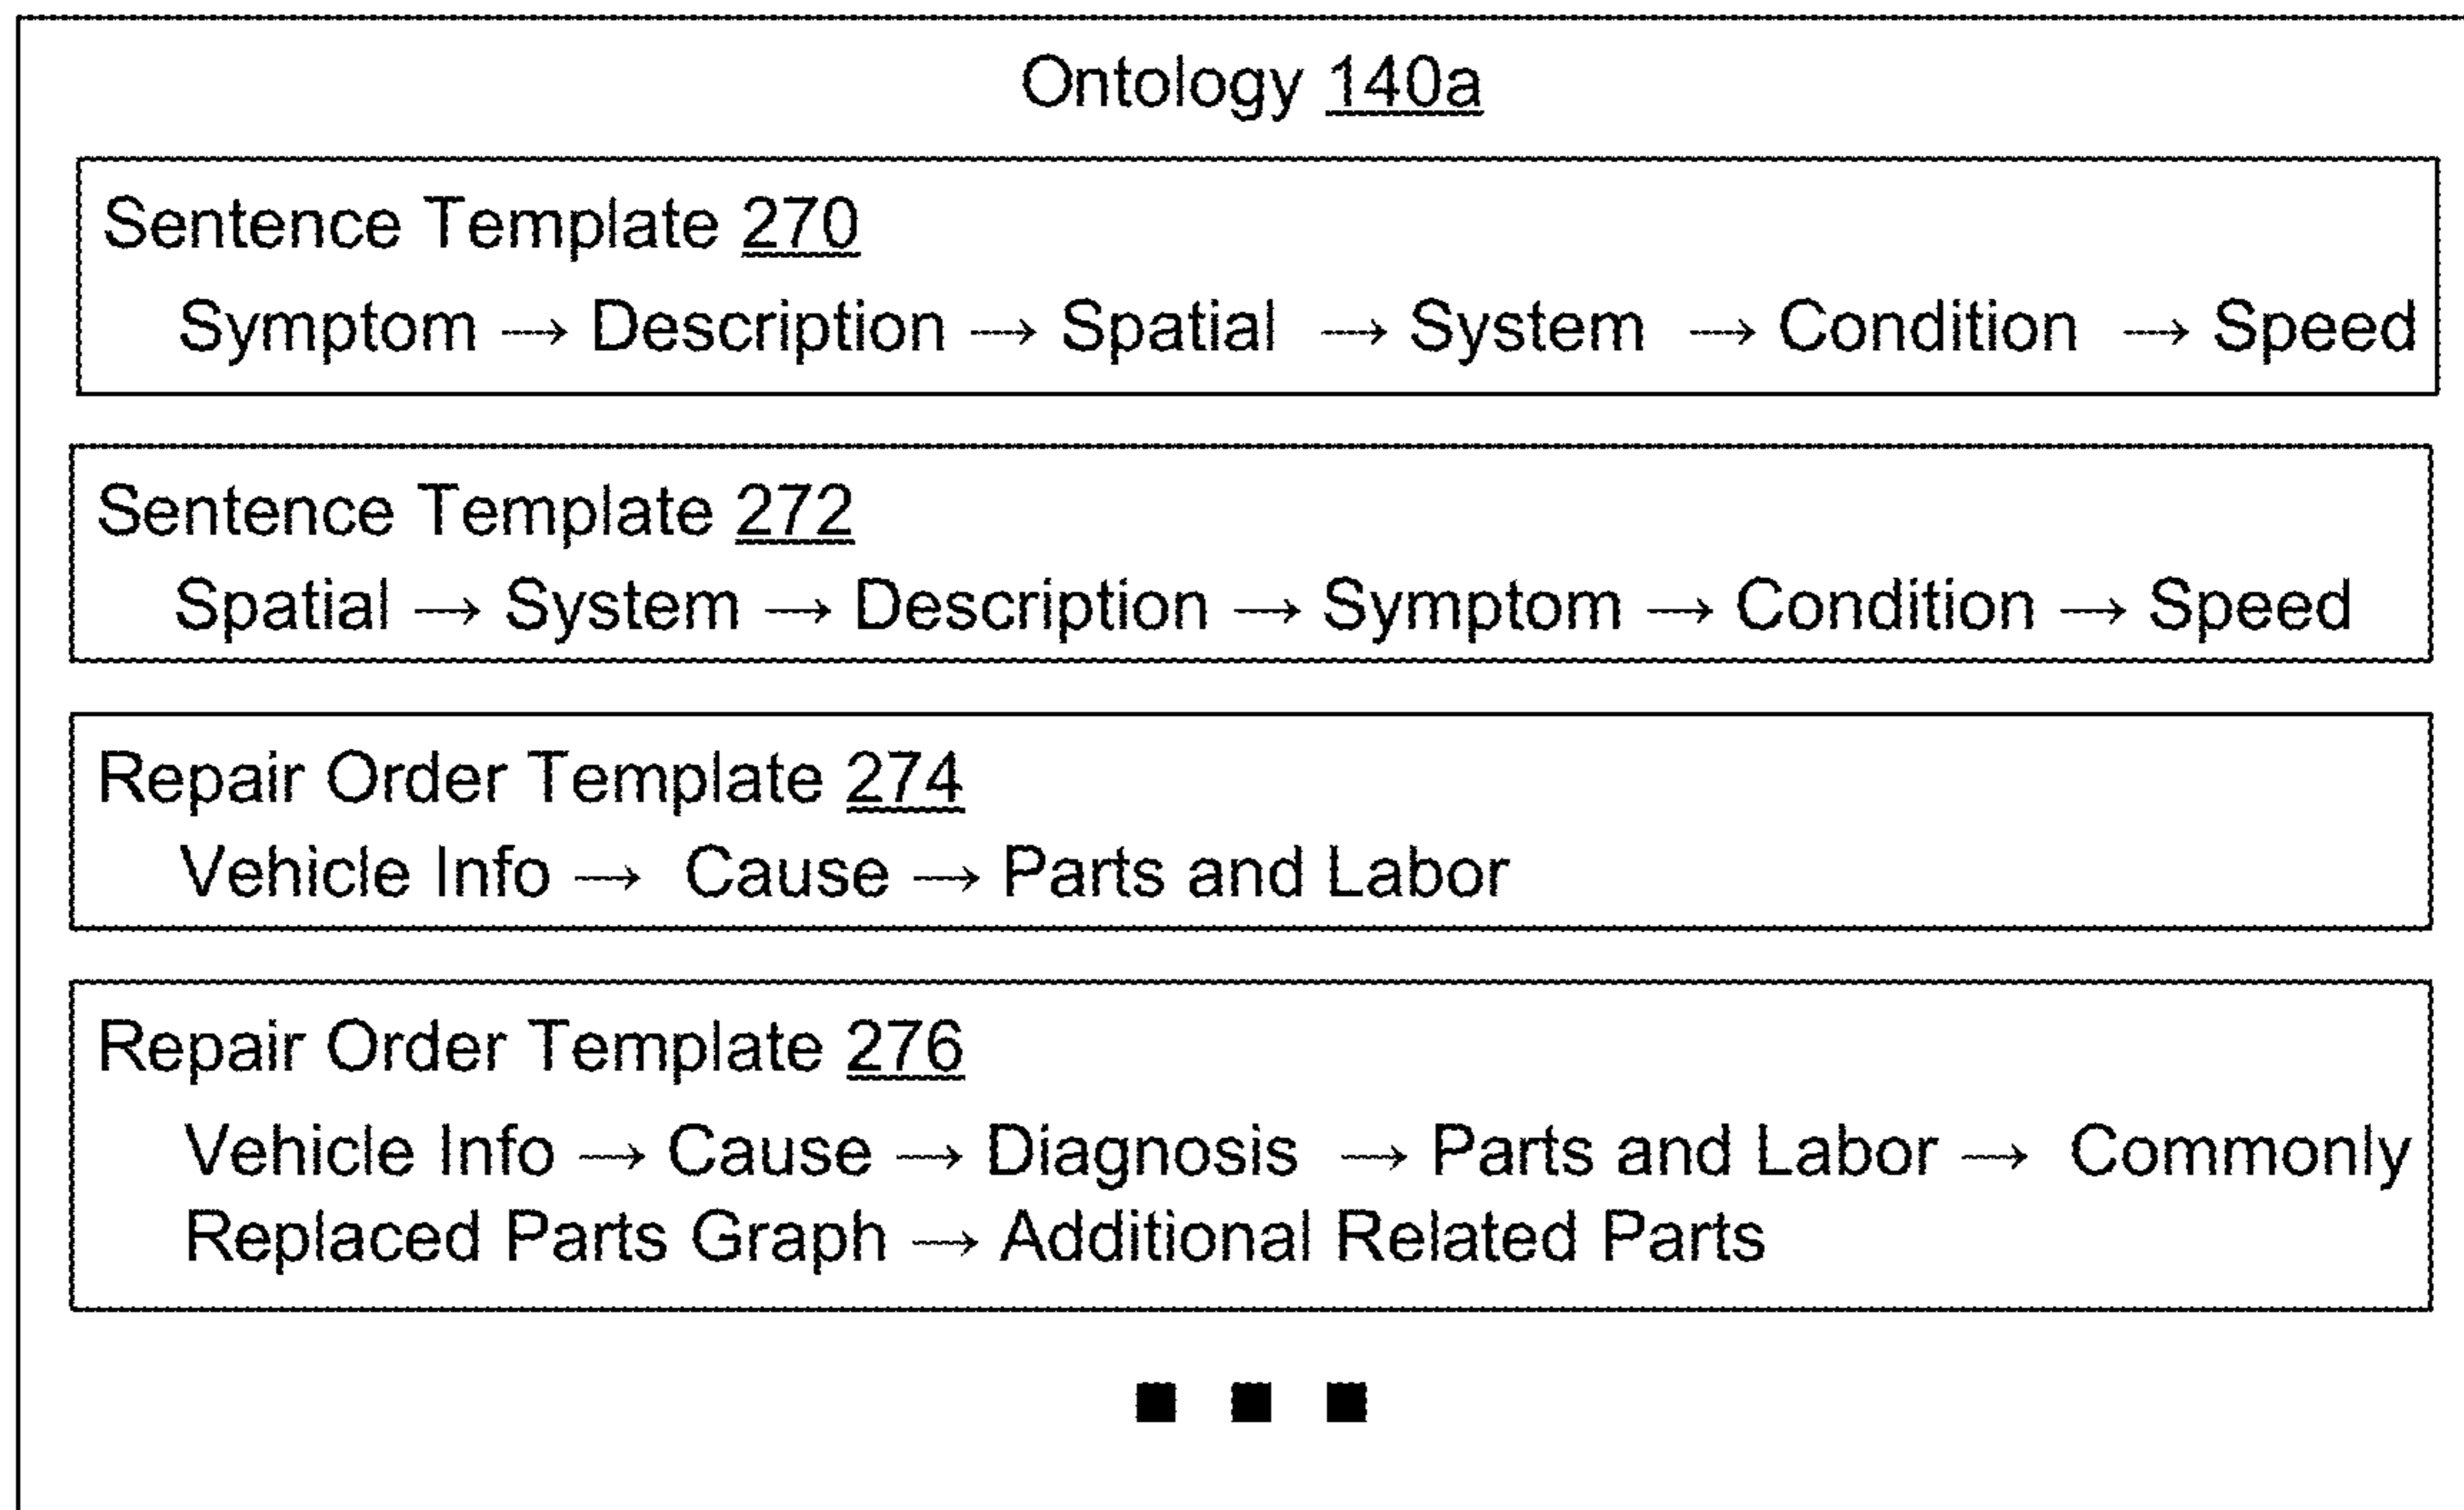 Ontology 140a
Sentence Template 270
Symptom → Description → Spatial → System → Condition → Speed
Sentence Template 272
Spatial → System → Description → Symptom → Condition → Speed
Repair Order Template 274
Vehicle Info → Cause → Parts and Labor
Repair Order Template 276
Vehicle Info → Cause → Diagnosis → Parts and Labor → Commonly
Replaced Parts Graph → Additional Related Parts